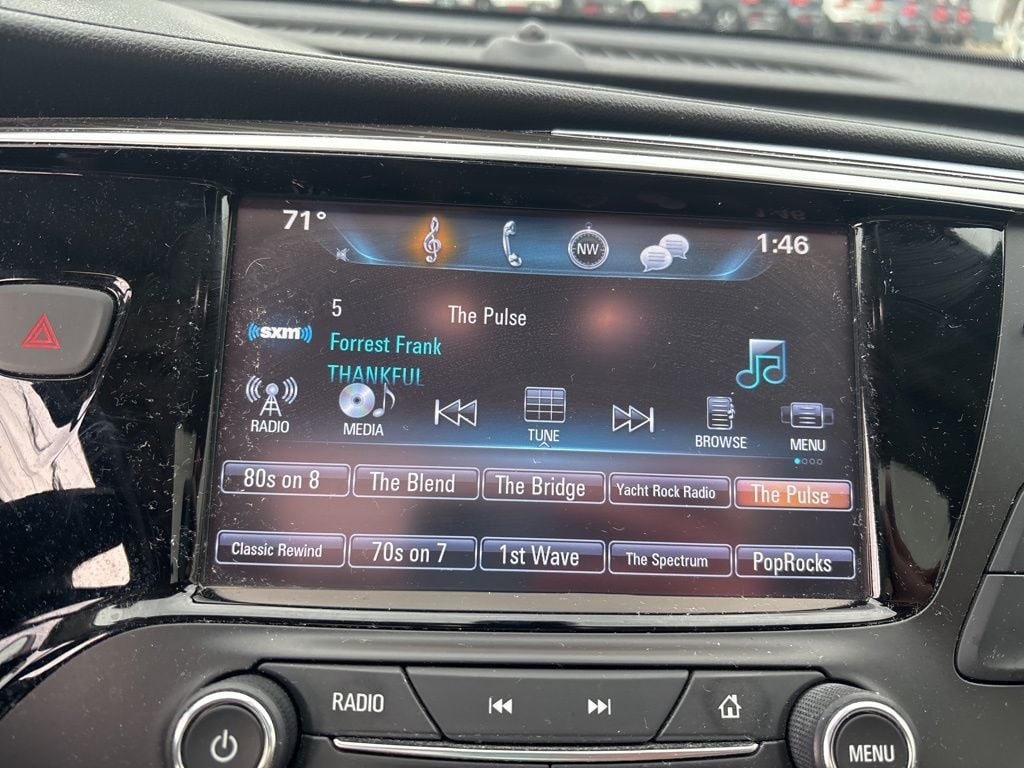 71°
NW
1:46
5
The Pulse
((sxm))
Forrest Frank
THANKFUL
RADIO
MEDIA
TUNE
BROWSE
MENU
80s on 8
The Blend
The Bridge
Yacht Rock Radio
The Pulse
Classic Rewind
70s on 7
1st Wave
The Spectrum
PopRocks
RADIO
MENU